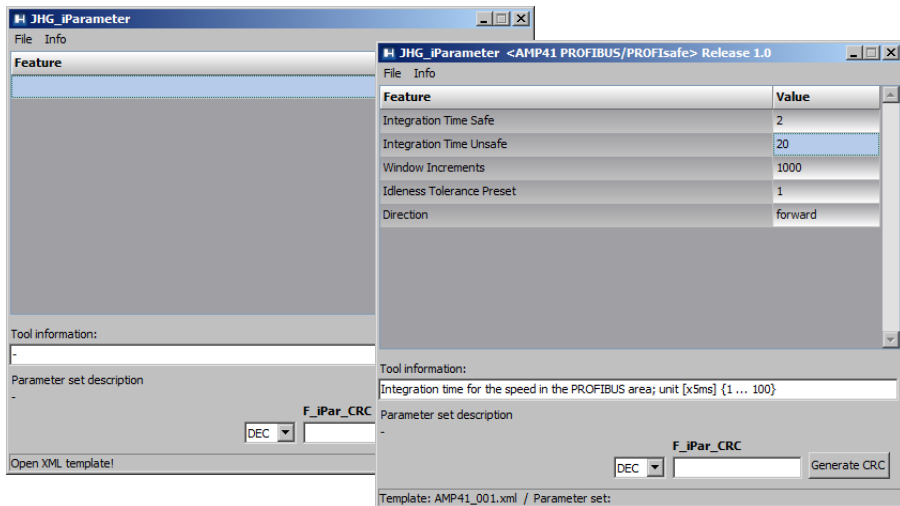 JHG_iParameter
File Info
Feature
Tool information:
-
Parameter set description
-
F_iPar_CRC
DEC
Open XML template!
JHG_iParameter <AMP41 PROFIBUS/PROFIsafe> Release 1.0
File Info
Feature Value
Integration Time Safe 2
Integration Time Unsafe 20
Window Increments 1000
Idleness Tolerance Preset 1
Direction forward
Tool information:
Integration time for the speed in the PROFIBUS area; unit [x5ms] {1 ... 100}
Parameter set description
-
F_iPar_CRC
DEC Generate CRC
Template: AMP41_001.xml / Parameter set: